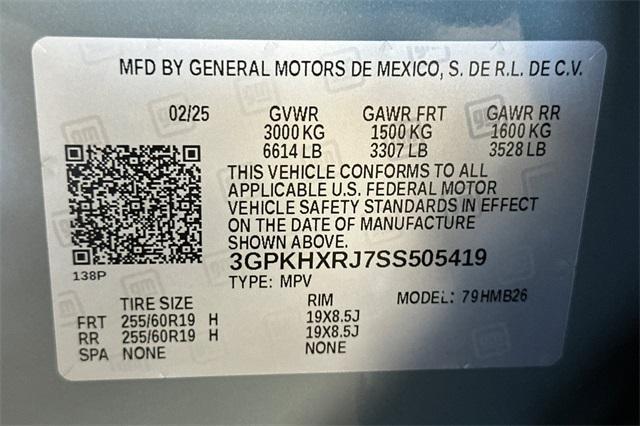 MFD BY GENERAL MOTORS DE MEXICO, S. DE R.L. DE C.V.
02/25 GVWR GAWR FRT GAWR RR
3000 KG 1500 KG 1600 KG
6614 LB 3307 LB 3528 LB
THIS VEHICLE CONFORMS TO ALL
APPLICABLE U.S. FEDERAL MOTOR
VEHICLE SAFETY STANDARDS IN EFFECT
ON THE DATE OF MANUFACTURE
SHOWN ABOVE.
3GPKHXRJ7SS505419
138P
TYPE: MPV MODEL: 79HMB26
TIRE SIZE RIM
FRT 255/60R19 H 19X8.5J
RR 255/60R19 H 19X8.5J
SPA NONE NONE